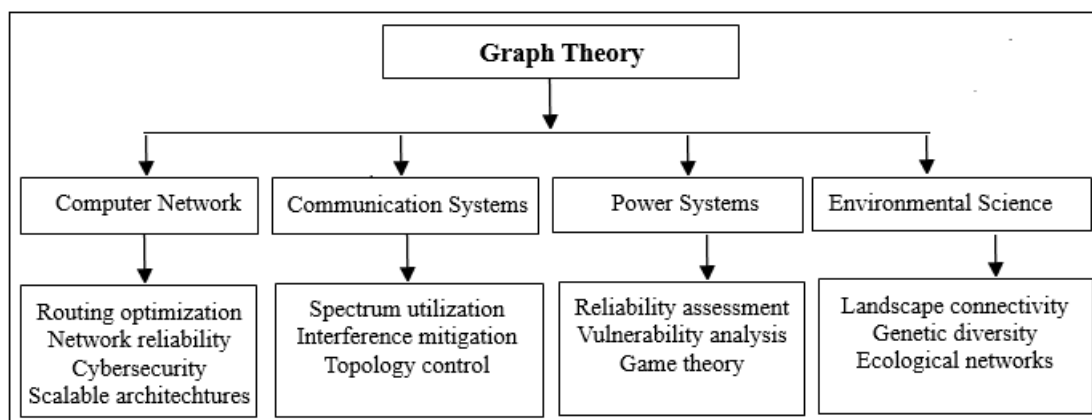 Graph Theory
Computer Network
Communication Systems
Power Systems
Environmental Science
Routing optimization
Network reliability
Cybersecurity
Scalable architechtures
Spectrum utilization
Interference mitigation
Topology control
Reliability assessment
Vulnerability analysis
Game theory
Landscape connectivity
Genetic diversity
Ecological networks